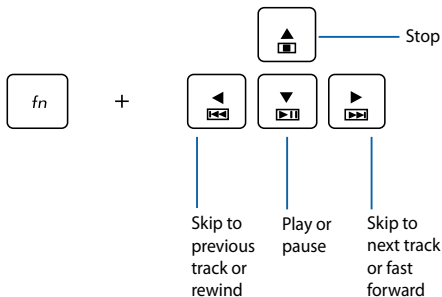 Stop
fn
+
Skip to
previous
track or
rewind
Play or
pause
Skip to
next track
or fast
forward